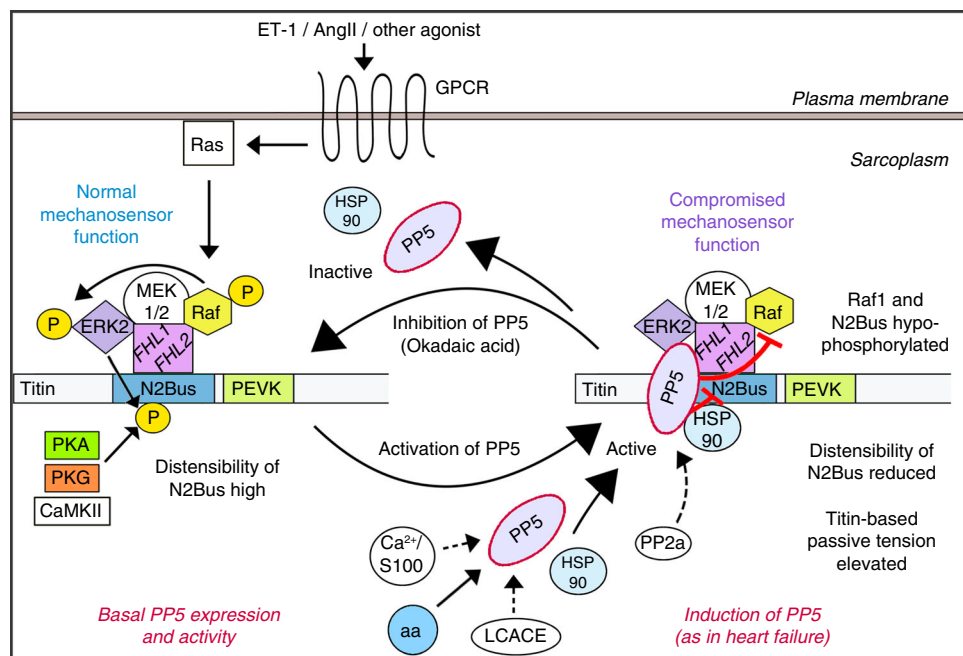 ET-1 / AngII / other agonist
GPCR
Plasma membrane
Ras
Sarcoplasm
Normal
mechanosensor
function
HSP
90
PP5
Inactive
Compromised
mechanosensor
function
P
P
ERK2
MEK
1/2
Raf
FHL1
FHL2
Inhibition of PP5
(Okadaic acid)
ERK2
MEK
1/2
Raf
FHL1
FHL2
Raf1 and
N2Bus hypo-
phosphorylated
Titin
N2Bus
PEVK
P
Titin
PP5
N2Bus
PEVK
HSP
90
PKA
PKG
CaMKII
Distensibility of
N2Bus high
Activation of PP5
Active
Distensibility of
N2Bus reduced
Ca2+/
S100
PP5
HSP
90
PP2a
Titin-based
passive tension
elevated
aa
LCACE
Basal PP5 expression
and activity
Induction of PP5
(as in heart failure)